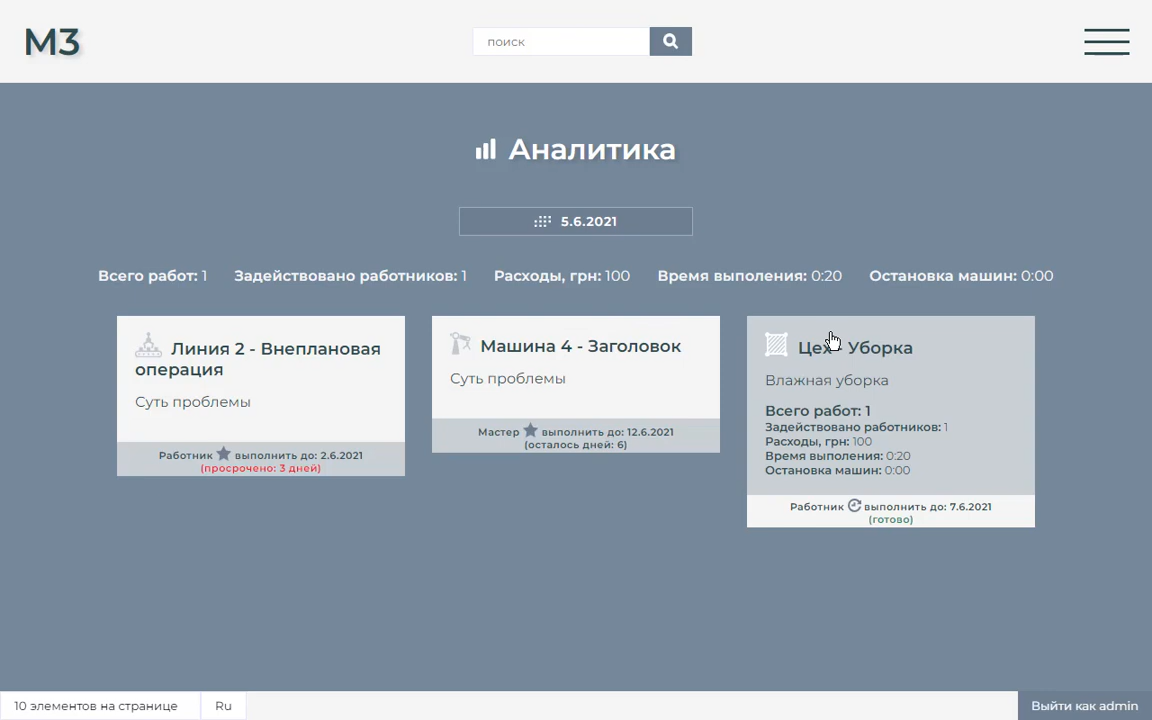 МЗ
поиск
Аналитика
5.6.2021
Всего работ: 1 Задействовано работников: 1 Расходы, грн: 100 Время выполения: 0:20 Остановка машин: 0:00
Линия 2 - Внеплановая
операция
Суть проблемы
Работник выполнить до: 2.6.2021
(просрочено: 3 дней)
Машина 4 - Заголовок
Суть проблемы
Мастер выполнить до: 12.6.2021
(осталось дней: 6)
Цех - Уборка
Влажная уборка
Всего работ: 1
Задействовано работников: 1
Расходы, грн: 100
Время выполения: 0:20
Остановка машин: 0:00
Работник выполнить до: 7.6.2021
(готово)
10 элементов на странице
Ru
Выйти как admin